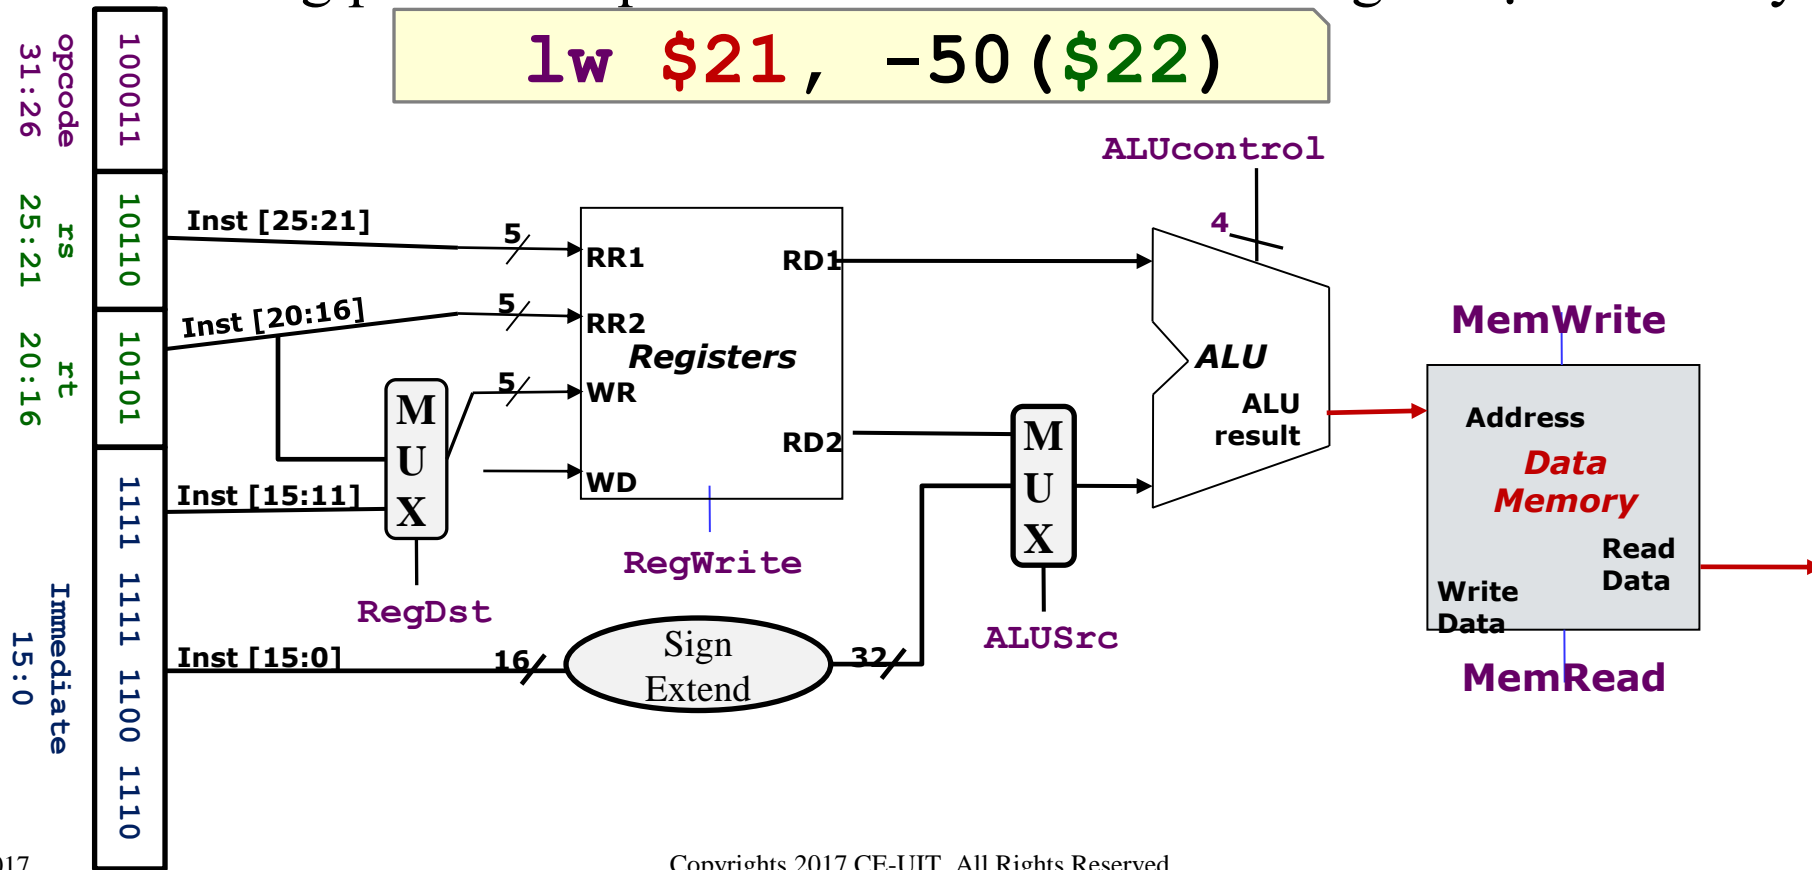 lw $21, -50($22)
opcode
31:26
100011
rs
25:21
10110
rt
20:16
10101
Immediate
15:0
1111 1111 1100 1110
Inst [25:21]
5
RR1
Inst [20:16]
5
RR2
5
WR
WD
Registers
RD1
RD2
RegWrite
M
U
X
Inst [15:11]
RegDst
Inst [15:0]
16
Sign
Extend
32
M
U
X
ALUSrc
ALUcontrol
4
ALU
ALU
result
MemWrite
Address
Data
Memory
Read
Data
Write
Data
MemRead
017
Copyrights 2017 CE-UIT. All Rights Reserved